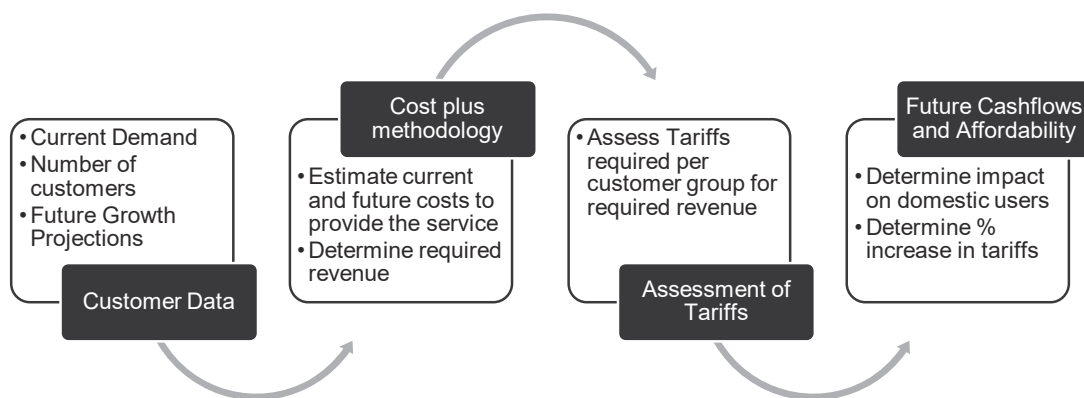 • Current Demand
• Number of
customers
• Future Growth
Projections
Customer Data
Cost plus
methodology
• Estimate current
and future costs to
provide the service
• Determine required
revenue
• Assess Tariffs
required per
customer group for
required revenue
Assessment of
Tariffs
Future Cashflows
and Affordability
• Determine impact
on domestic users
• Determine %
increase in tariffs